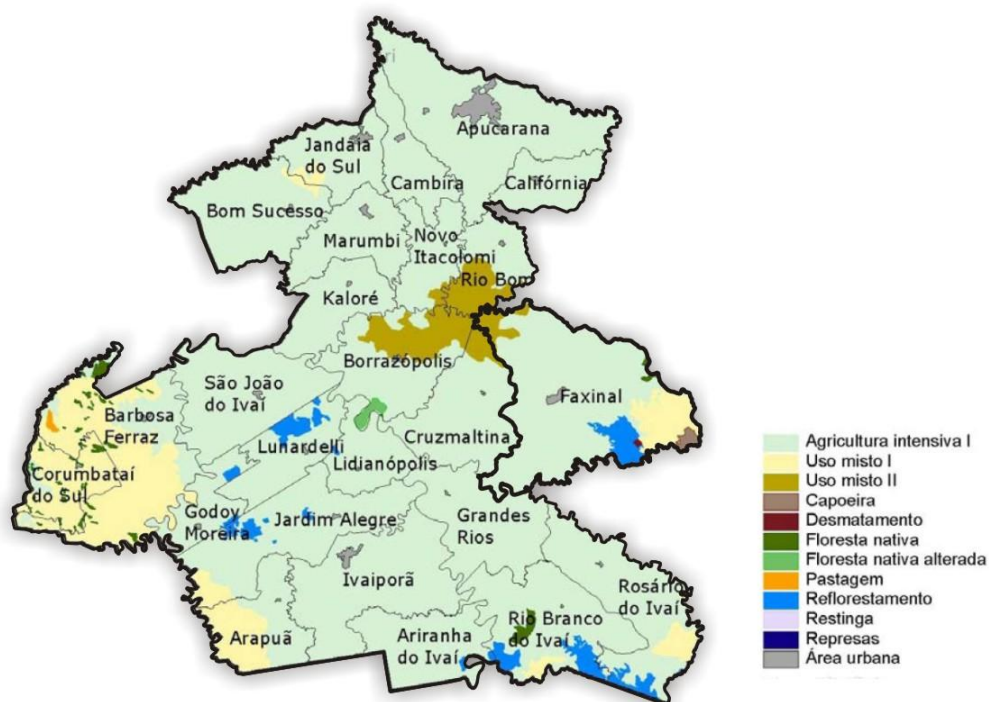 Apucarana
Jandaia
do Sul
Cambira
Califórnia
Bom Sucesso
Marumbi
Novo
Itacolomi
Rio Bom
Kaloré
Borrazópolis
São João
do Ivaí
Faxinal
Barbosa
Ferraz
Lunardelli
Cruzmaltina
Lidianópolis
Corumbataí
do Sul
Godoy
Moreira
Jardim Alegre
Grandes
Rios
Ivaiporã
Rosário
do Ivaí
Rio Branco
do Ivaí
Arapuã
Ariranha
do Ivaí
Agricultura intensiva I
Uso misto I
Uso misto II
Capoeira
Desmatamento
Floresta nativa
Floresta nativa alterada
Pastagem
Reflorestamento
Restinga
Represas
Área urbana